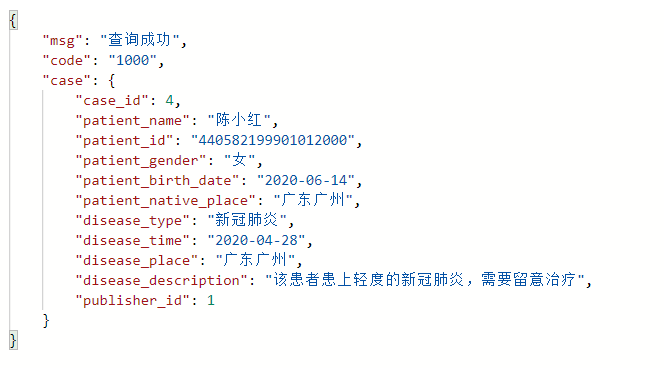 {
"msg": "查询成功",
"code": "1000",
"case": {
"case_id": 4,
"patient_name": "陈小红",
"patient_id": "440582199901012000",
"patient_gender": "女",
"patient_birth_date": "2020-06-14",
"patient_native_place": "广东广州",
"disease_type": "新冠肺炎",
"disease_time": "2020-04-28",
"disease_place": "广东广州",
"disease_description": "该患者患上轻度的新冠肺炎，需要留意治疗",
"publisher_id": 1
}
}